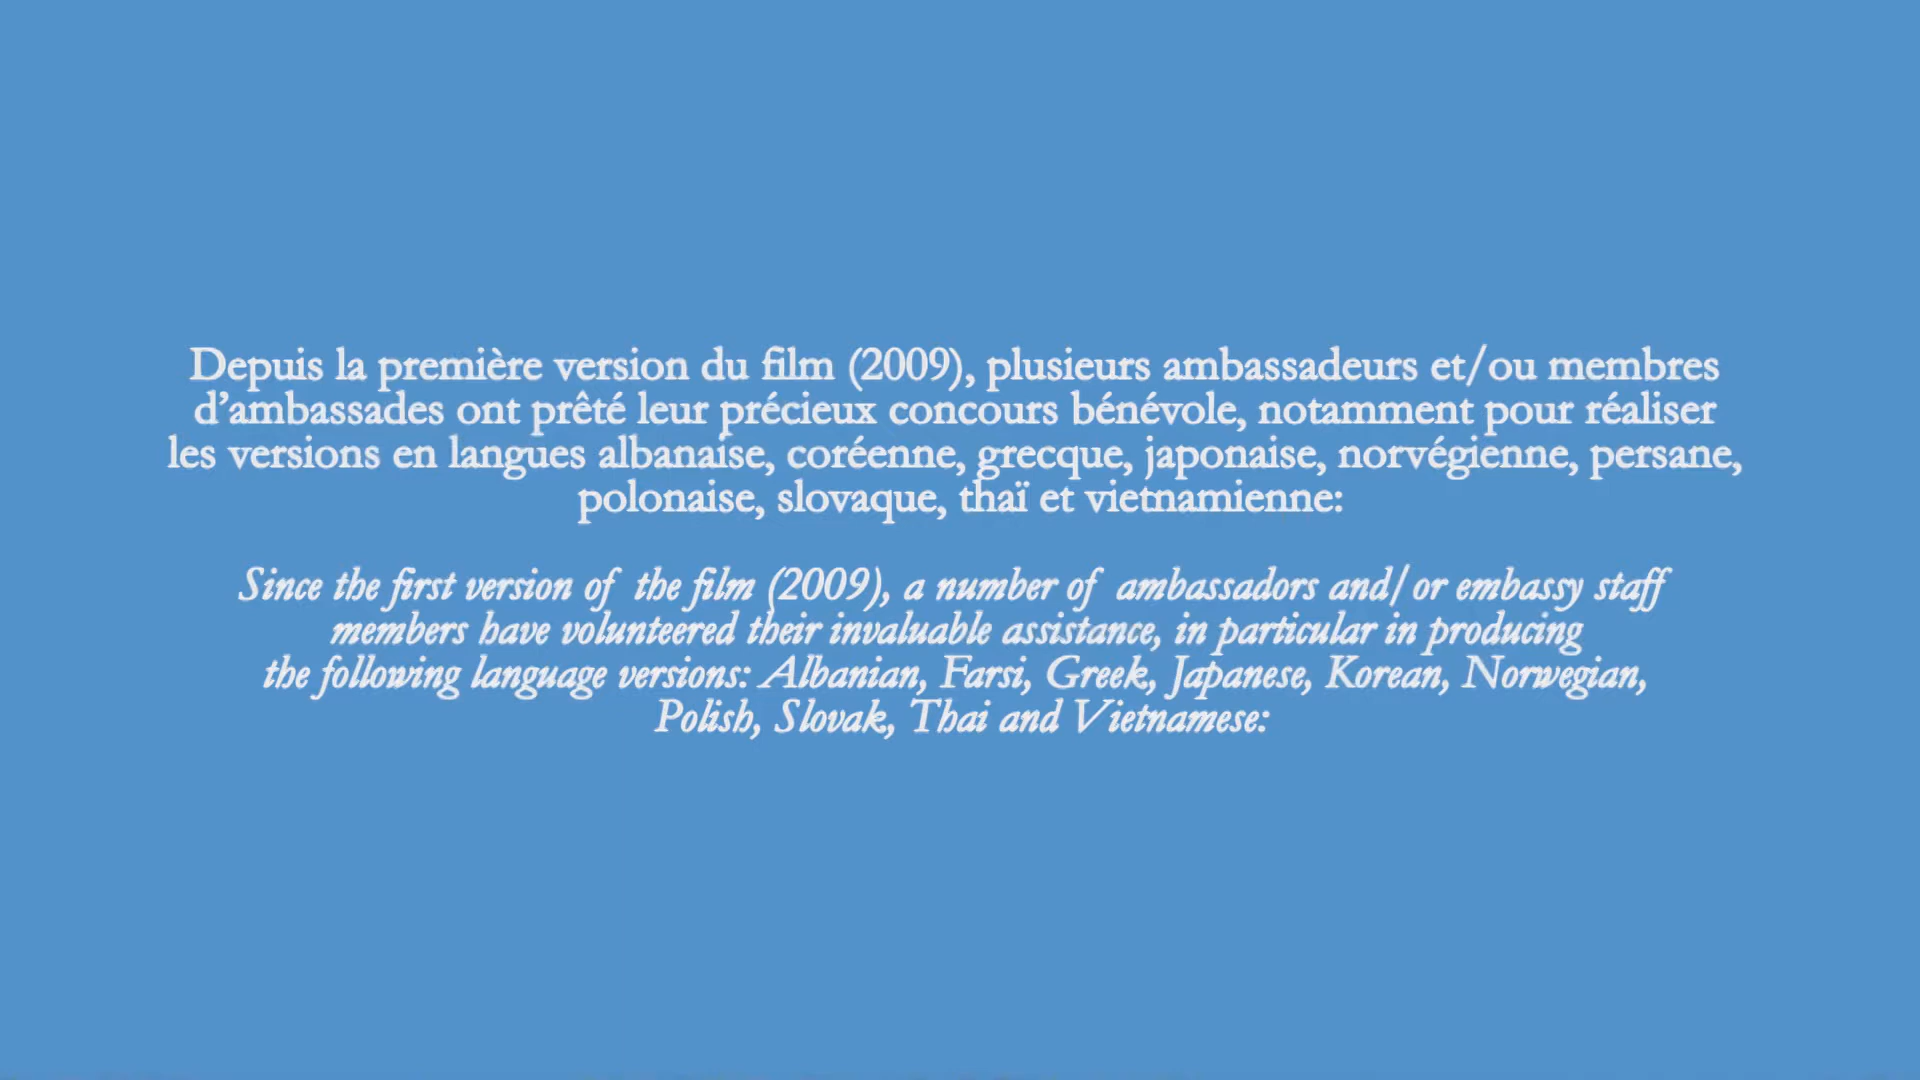 Depuis la première version du film (2009), plusieurs ambassadeurs et/ou membres
d’ambassades ont prêté leur précieux concours bénévole, notamment pour réaliser
les versions en langues albanaise, coréenne, grecque, japonaise, norvégienne, persane,
polonaise, slovaque, thaï et vietnamienne:
Since the first version of the film (2009), a number of ambassadors and/or embassy staff
members have volunteered their invaluable assistance, in particular in producing
the following language versions: Albanian, Farsi, Greek, Japanese, Korean, Norwegian,
Polish, Slovak, Thai and Vietnamese: